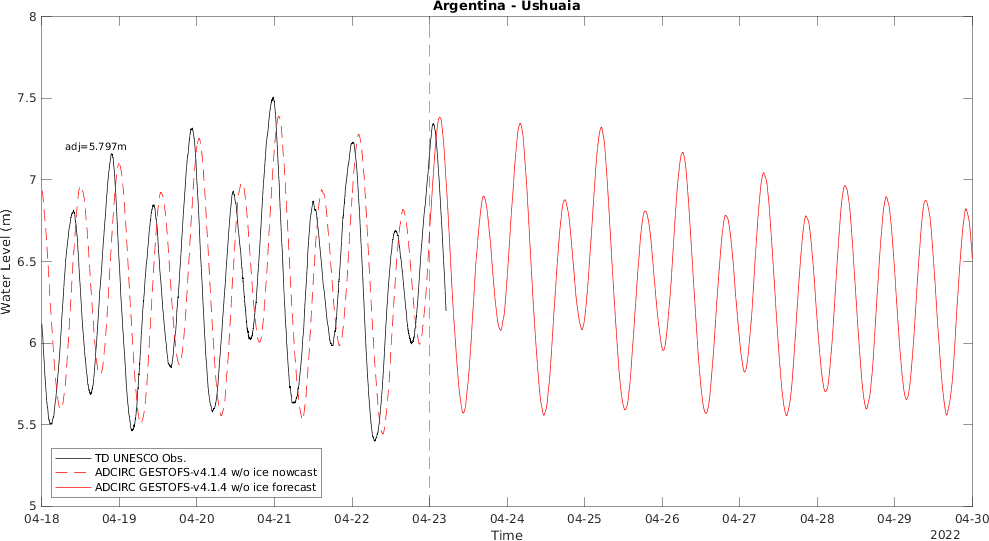 Argentina - Ushuaia
8
7.5
adj=5.797m
7
Water Level (m)
6.5
6
5.5
TD UNESCO Obs.
ADCIRC GESTOFS-v4.1.4 w/o ice nowcast
ADCIRC GESTOFS-v4.1.4 w/o ice forecast
5
04-18 04-19 04-20 04-21 04-22 04-23 04-24 04-25 04-26 04-27 04-28 04-29 04-30
Time
2022